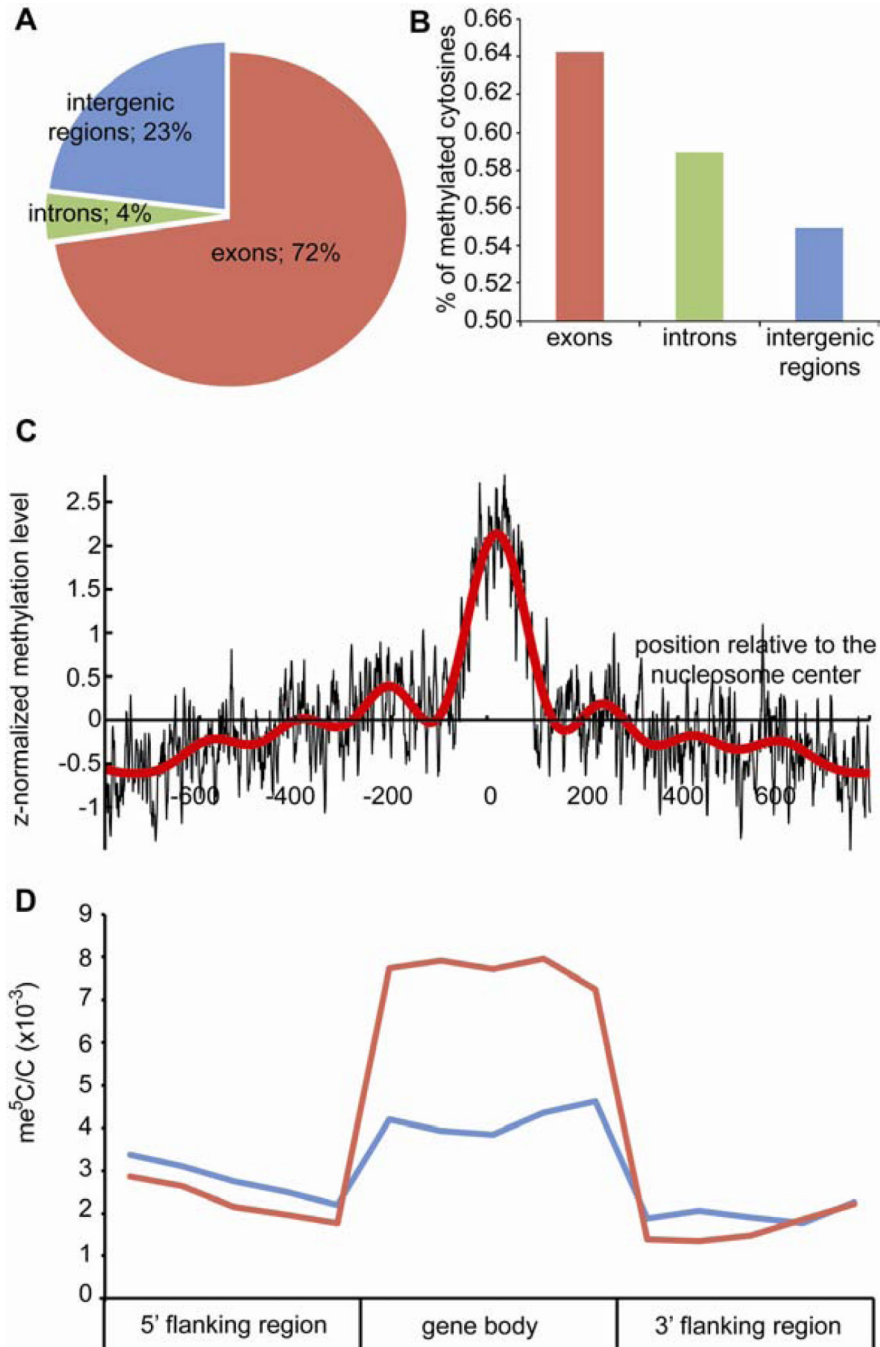 A
intergenic
regions; 23%
introns; 4%
exons; 72%
B
% of methylated cytosines
0.66
0.64
0.62
0.60
0.58
0.56
0.54
0.52
0.50
exons
introns
intergenic
regions
C
z-normalized methylation level
2.5
2
1.5
1
0.5
0
-0.5
-1
position relative to the
nucleosome center
-600 -400 -200 0 200 400 600
D
me⁵C/C (x10⁻³)
9
8
7
6
5
4
3
2
1
0
5' flanking region
gene body
3' flanking region